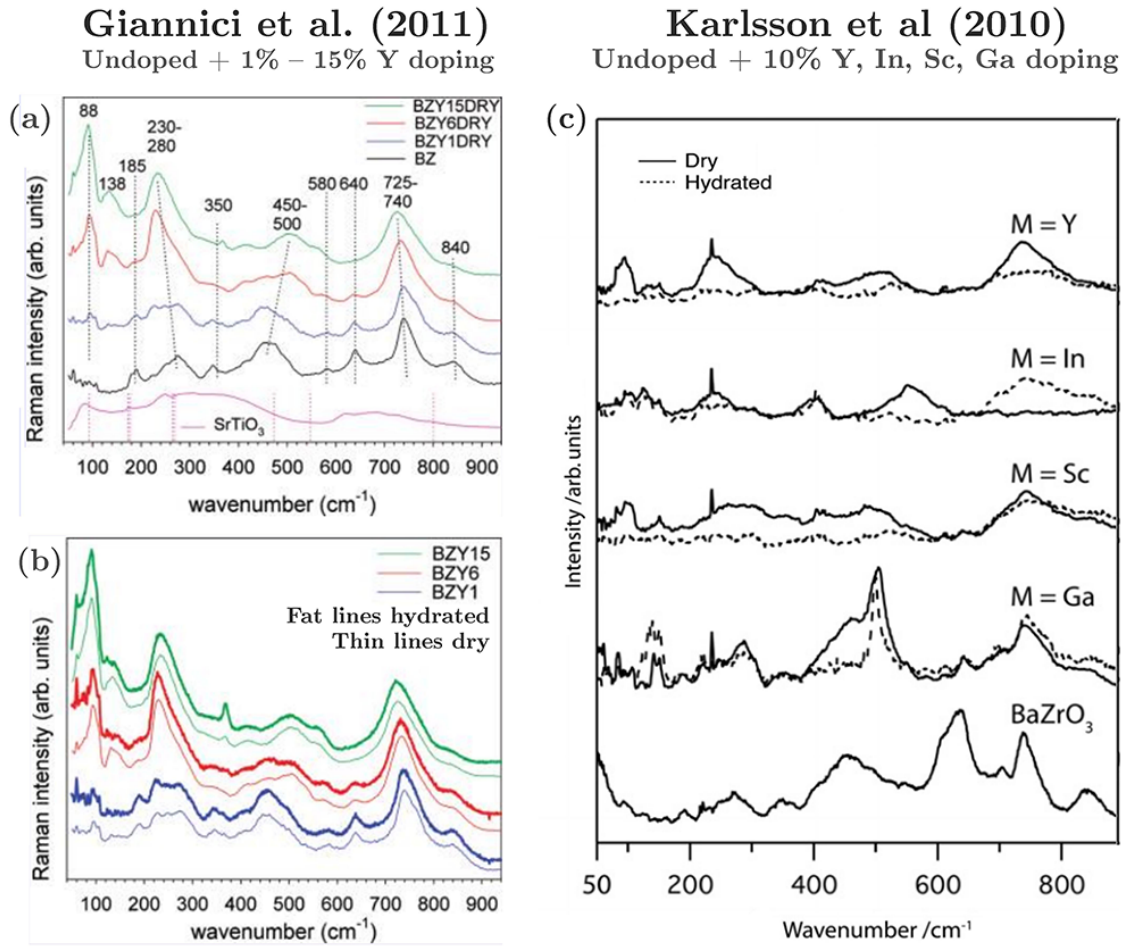 Giannici et al. (2011)
Undoped + 1% – 15% Y doping
Karlsson et al (2010)
Undoped + 10% Y, In, Sc, Ga doping
(a)
88
230-
280
185
138
350
450-
500
580
640
725-
740
840
BZY15DRY
BZY6DRY
BZY1DRY
BZ
SrTiO3
Raman intensity (arb. units)
100 200 300 400 500 600 700 800 900
wavenumber (cm-1)
(b)
BZY15
BZY6
BZY1
Fat lines hydrated
Thin lines dry
Raman intensity (arb. units)
100 200 300 400 500 600 700 800 900
wavenumber (cm-1)
(c)
Dry
Hydrated
M = Y
M = In
M = Sc
M = Ga
BaZrO3
Intensity /arb.units
50 200 400 600 800
Wavenumber /cm-1